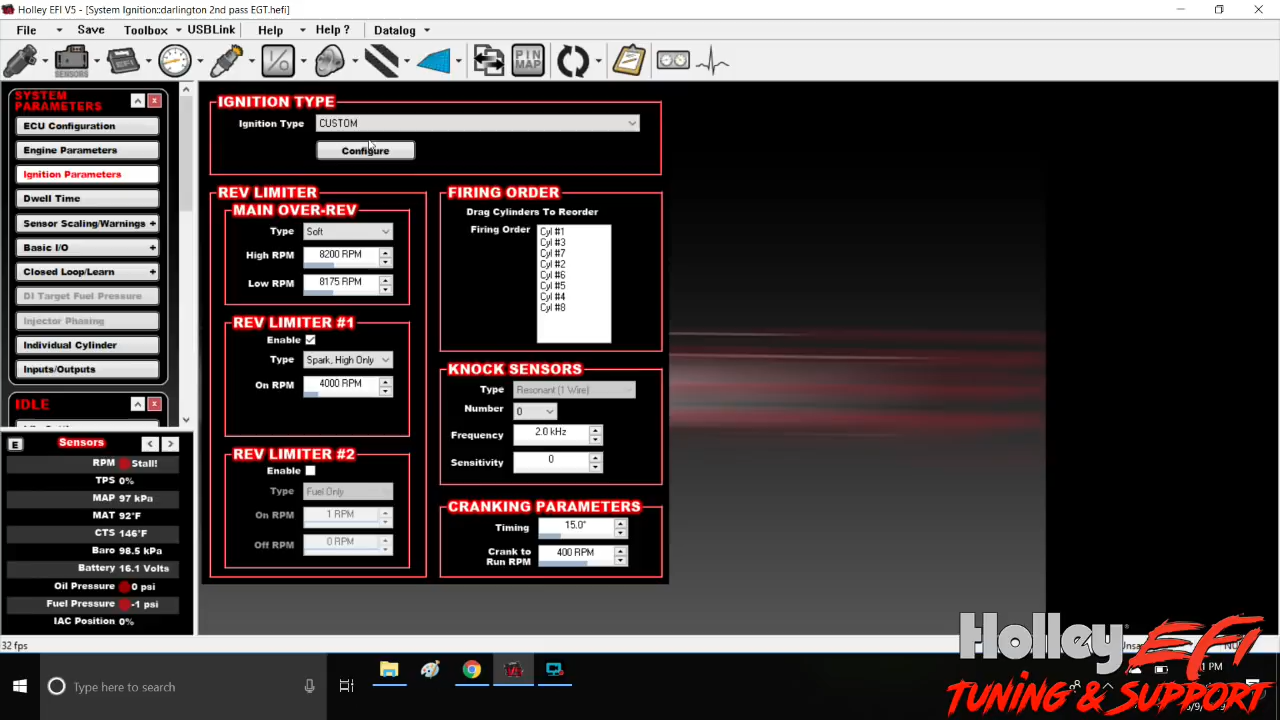 Holley EFI V5 - [System Ignition::darlington 2nd pass EGT.hefi]
File Save Toolbox USBLink Help Help ? Datalog
SENSORS I/O PIN MAP
SYSTEM
PARAMETERS
ECU Configuration
Engine Parameters
Ignition Parameters
Dwell Time
Sensor Scaling/Warnings +
Basic I/O +
Closed Loop/Learn +
DI Target Fuel Pressure
Injector Phasing
Individual Cylinder
Inputs/Outputs
IDLE
E Sensors < >
RPM Stall!
TPS 0%
MAP 97 kPa
MAT 92°F
CTS 146°F
Baro 98.5 kPa
Battery 16.1 Volts
Oil Pressure 0 psi
Fuel Pressure -1 psi
IAC Position 0%
IGNITION TYPE
Ignition Type CUSTOM
Configure
REV LIMITER
MAIN OVER-REV
Type Soft
High RPM 8200 RPM
Low RPM 8175 RPM
REV LIMITER #1
Enable
Type Spark, High Only
On RPM 4000 RPM
REV LIMITER #2
Enable
Type Fuel Only
On RPM 1 RPM
Off RPM 0 RPM
FIRING ORDER
Drag Cylinders To Reorder
Firing Order
Cyl #1
Cyl #3
Cyl #7
Cyl #2
Cyl #6
Cyl #5
Cyl #4
Cyl #8
KNOCK SENSORS
Type Resonant (1 Wire)
Number 0
Frequency 2.0 kHz
Sensitivity 0
CRANKING PARAMETERS
Timing 15.0°
Crank to
Run RPM 400 RPM
32 fps
Type here to search
Holley EFI
TUNING & SUPPORT